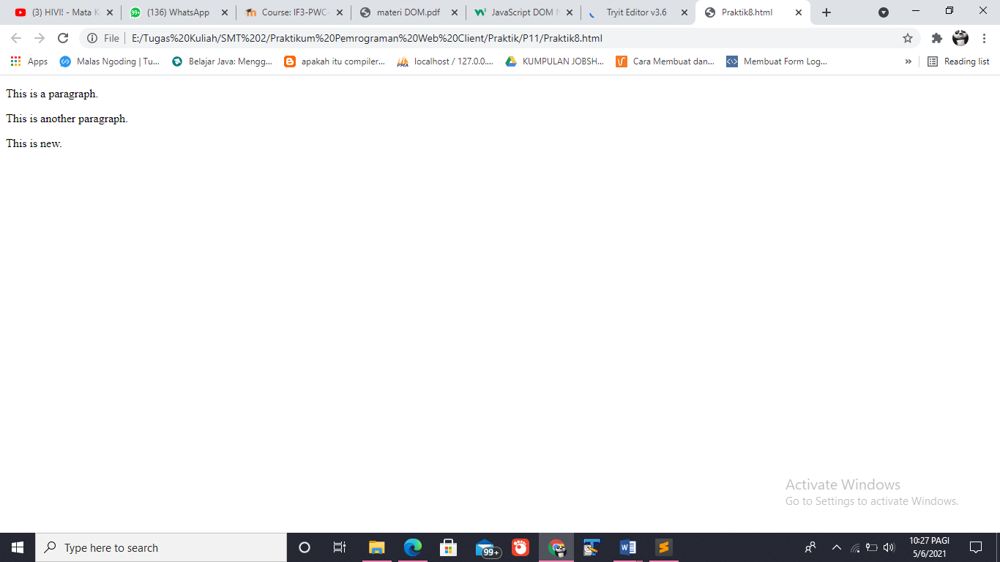 (3) HIVI! - Mata K
(136) WhatsApp
Course: IF3-PWC-
materi DOM.pdf
JavaScript DOM N
Tryit Editor v3.6
Praktik8.html
File
E:/Tugas%20Kuliah/SMT%202/Praktikum%20Pemrograman%20Web%20Client/Praktik/P11/Praktik8.html
Apps
Malas Ngoding | Tu...
Belajar Java: Mengg...
apakah itu compiler...
PMA
localhost / 127.0.0....
KUMPULAN JOBSH...
Cara Membuat dan...
Membuat Form Log...
»
Reading list
This is a paragraph.
This is another paragraph.
This is new.
Activate Windows
Go to Settings to activate Windows.
Type here to search
99+
10:27 PAGI
5/6/2021